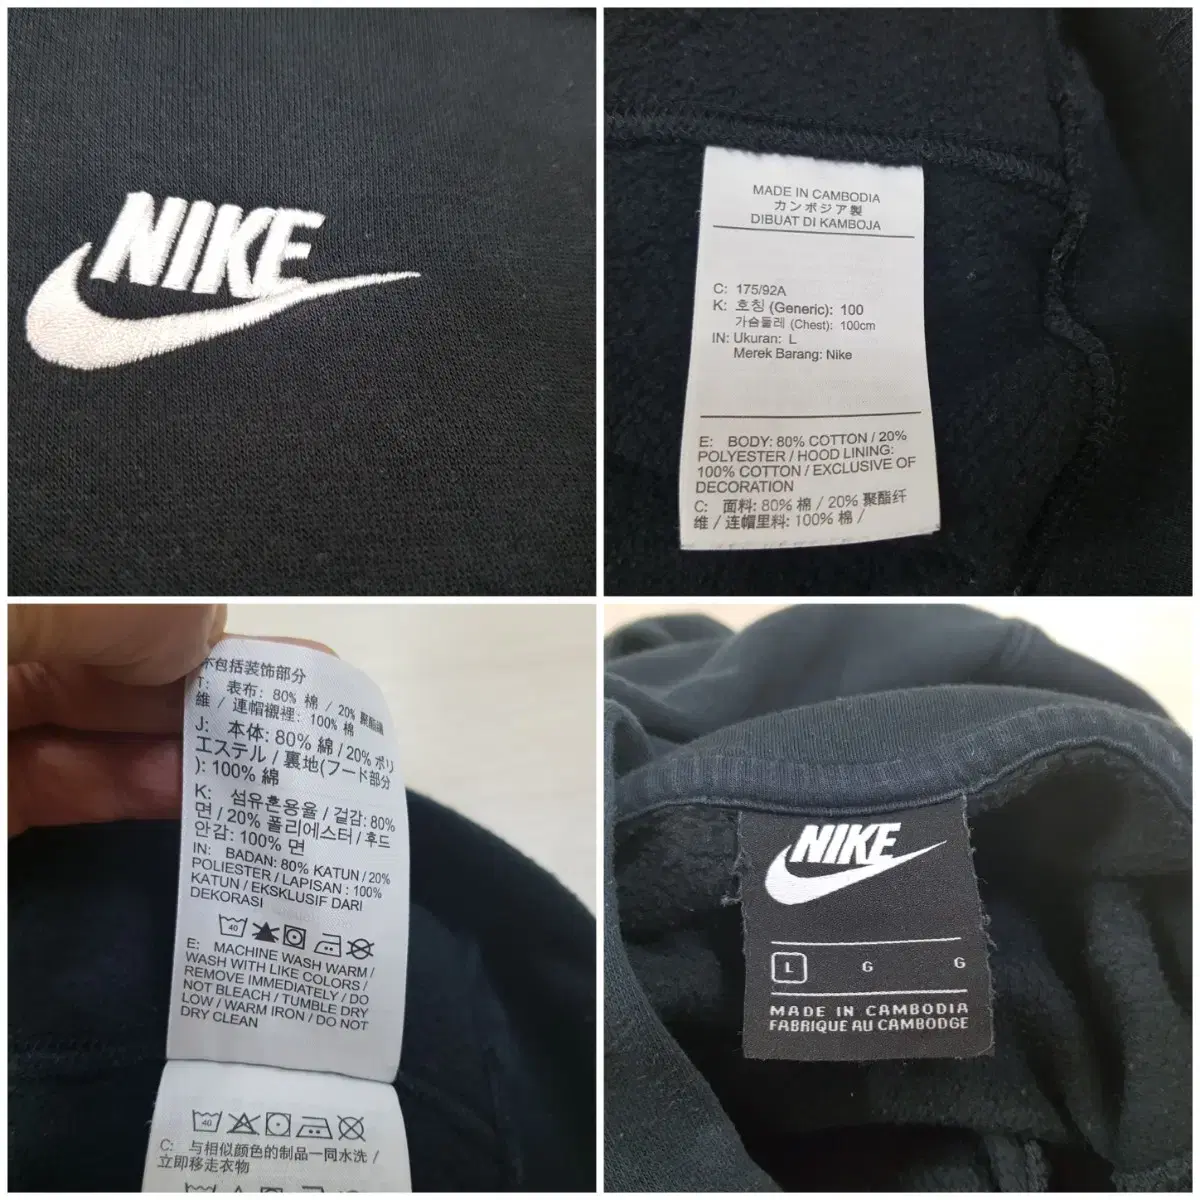 NIKE
MADE IN CAMBODIA
カンボジア製
DIBUAT DI KAMBOJA
C: 175/92A
K: 호칭 (Generic): 100
가슴둘레 (Chest): 100cm
IN: Ukuran: L
Merek Barang: Nike
E: BODY: 80% COTTON / 20%
POLYESTER / HOOD LINING:
100% COTTON / EXCLUSIVE OF
DECORATION
C: 面料: 80% 棉 / 20% 聚酯纤
维 / 连帽里料: 100% 棉 /
不包括装饰部分
T: 表布: 80% 棉 / 20% 聚酯纖
維 / 連帽襯裡: 100% 棉
J: 本体: 80% 綿 / 20% ポリ
エステル / 裏地(フード部分
): 100% 綿
K: 섬유혼용율 / 겉감: 80%
면 / 20% 폴리에스터 / 후드
안감: 100% 면
IN: BADAN: 80% KATUN / 20%
POLIESTER / LAPISAN : 100%
KATUN / EKSKLUSIF DARI
DEKORASI
40
E: MACHINE WASH WARM /
WASH WITH LIKE COLORS /
REMOVE IMMEDIATELY / DO
NOT BLEACH / TUMBLE DRY
LOW / WARM IRON / DO NOT
DRY CLEAN
40
C: 与相似颜色的制品一同水洗 /
立即移走衣物
NIKE
L G G
MADE IN CAMBODIA
FABRIQUE AU CAMBODGE